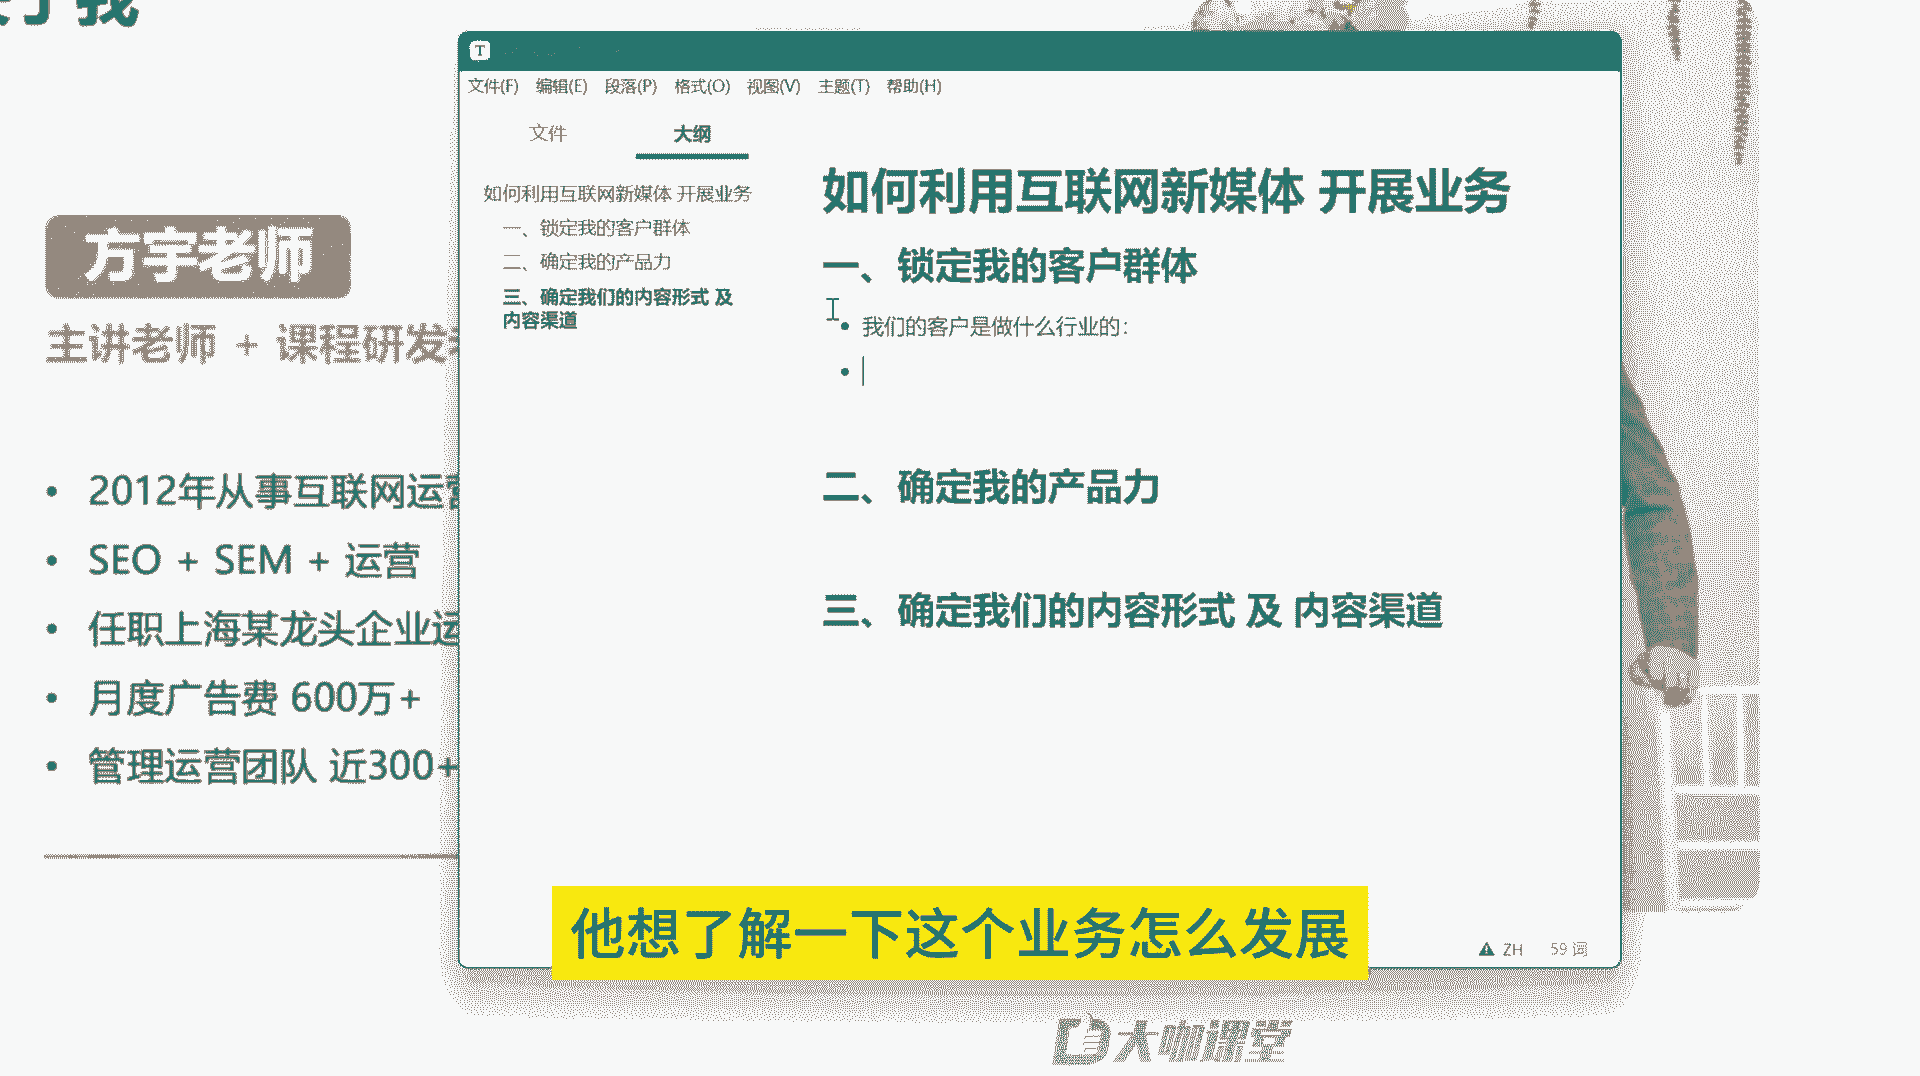 我
方宇老师
主讲老师 + 课程研发
2012年从事互联网运营
SEO + SEM + 运营
任职上海某龙头企业运
月度广告费 600万+
管理运营团队 近300+
T
文件(F) 编辑(E) 段落(P) 格式(O) 视图(V) 主题(T) 帮助(H)
文件 大纲
如何利用互联网新媒体 开展业务
一、锁定我的客户群体
二、确定我的产品力
三、确定我们的内容形式 及
内容渠道
如何利用互联网新媒体 开展业务
一、锁定我的客户群体
我们的客户是做什么行业的：
二、确定我的产品力
三、确定我们的内容形式 及 内容渠道
ZH 59 词
他想了解一下这个业务怎么发展
大咖课堂